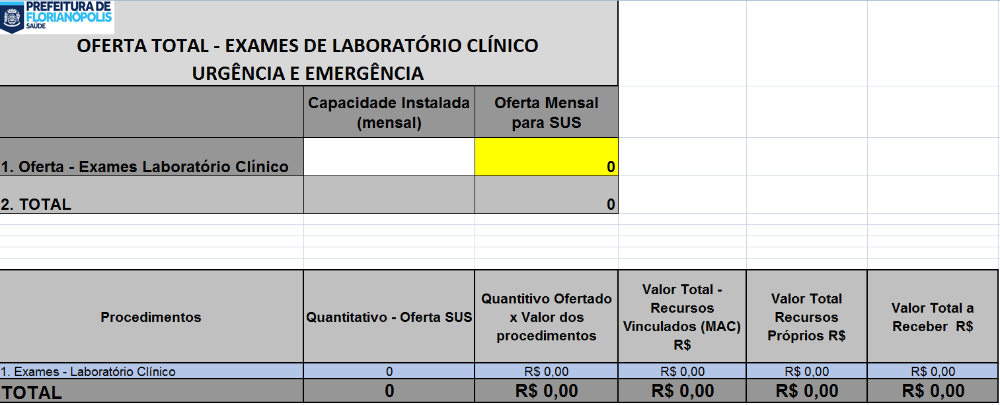 PREFEITURA DE
FLORIANÓPOLIS
SAÚDE
OFERTA TOTAL - EXAMES DE LABORATÓRIO CLÍNICO
URGÊNCIA E EMERGÊNCIA
Capacidade Instalada
(mensal)
Oferta Mensal
para SUS
1. Oferta - Exames Laboratório Clínico 0
2. TOTAL 0
Procedimentos
Quantitativo - Oferta SUS
Quantitivo Ofertado
x Valor dos
procedimentos
Valor Total -
Recursos
Vinculados (MAC)
R$
Valor Total
Recursos
Próprios R$
Valor Total a
Receber R$
1. Exames - Laboratório Clínico 0 R$ 0,00 R$ 0,00 R$ 0,00 R$ 0,00
TOTAL 0 R$ 0,00 R$ 0,00 R$ 0,00 R$ 0,00